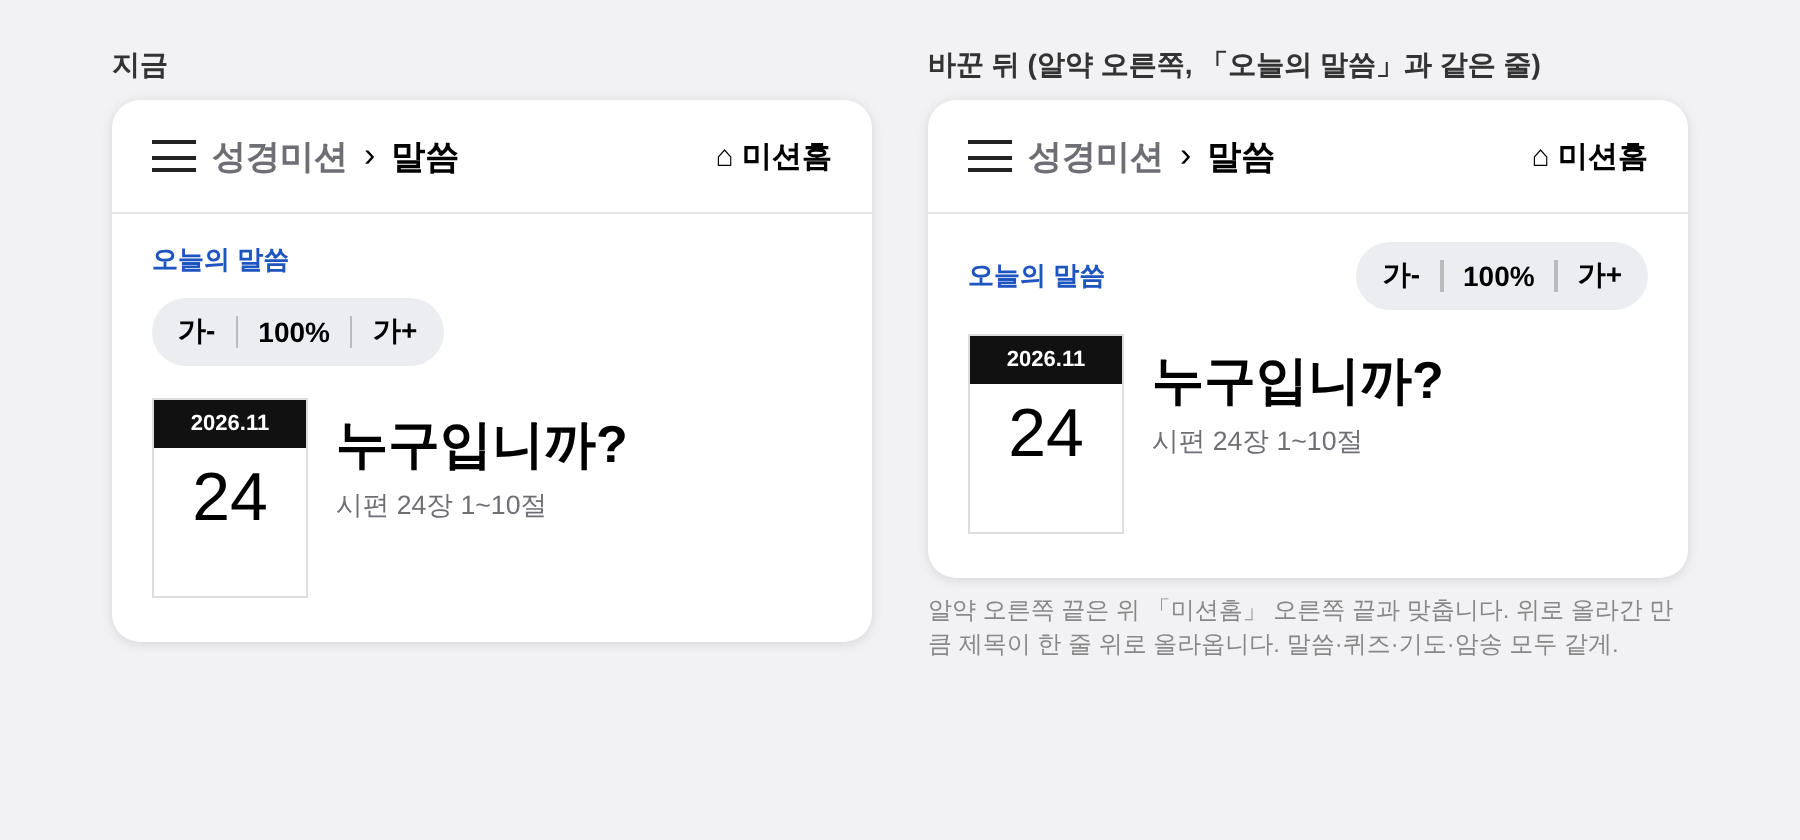 지금
성경미션 › 말씀 ⌂ 미션홈
오늘의 말씀
가- 100% 가+
2026.11
24
누구입니까?
시편 24장 1~10절
바꾼 뒤 (알약 오른쪽, 「오늘의 말씀」과 같은 줄)
성경미션 › 말씀 ⌂ 미션홈
오늘의 말씀 가- 100% 가+
2026.11
24
누구입니까?
시편 24장 1~10절
알약 오른쪽 끝은 위 「미션홈」 오른쪽 끝과 맞춥니다. 위로 올라간 만
큼 제목이 한 줄 위로 올라옵니다. 말씀·퀴즈·기도·암송 모두 같게.